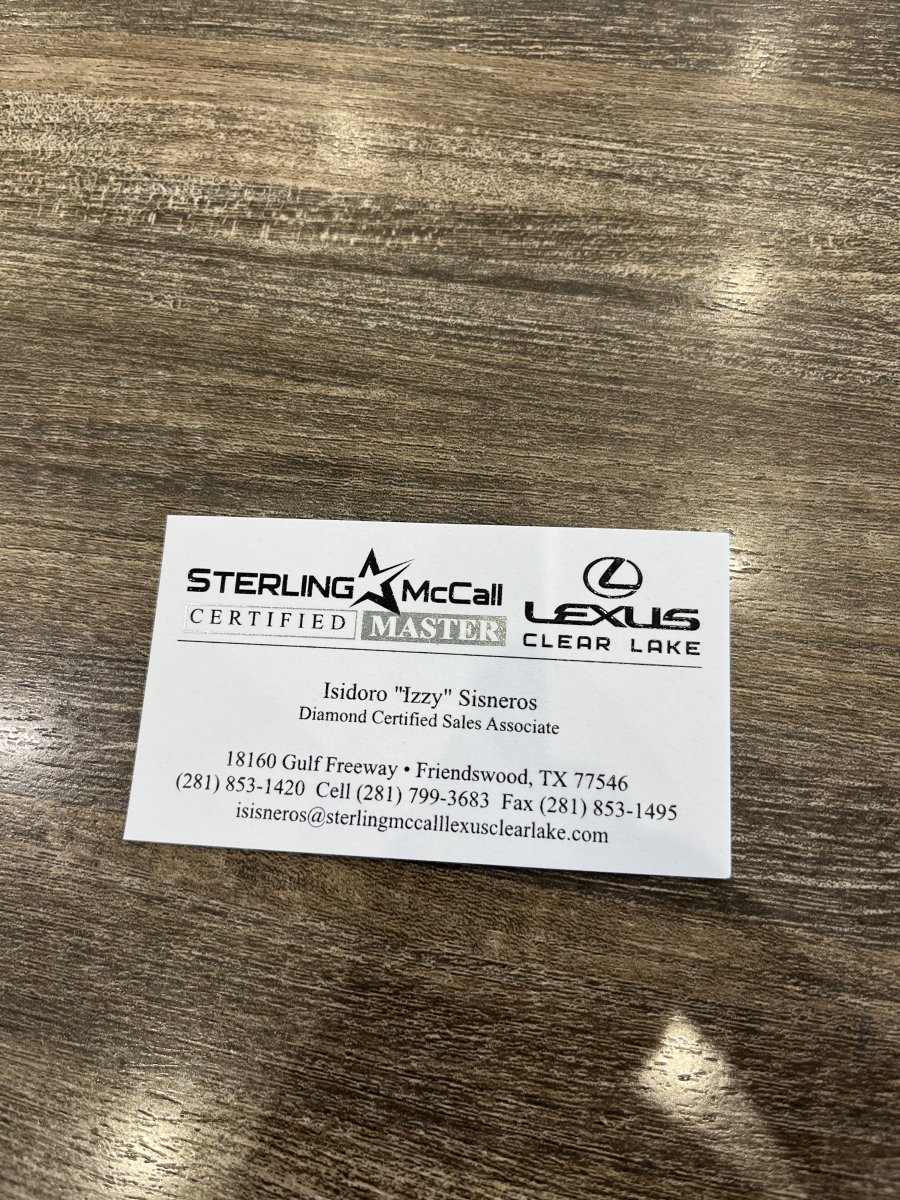 STERLING McCall
CERTIFIED MASTER
LEXUS
CLEAR LAKE
Isidoro "Izzy" Sisneros
Diamond Certified Sales Associate
18160 Gulf Freeway • Friendswood, TX 77546
(281) 853-1420 Cell (281) 799-3683 Fax (281) 853-1495
isisneros@sterlingmccalllexusclearlake.com